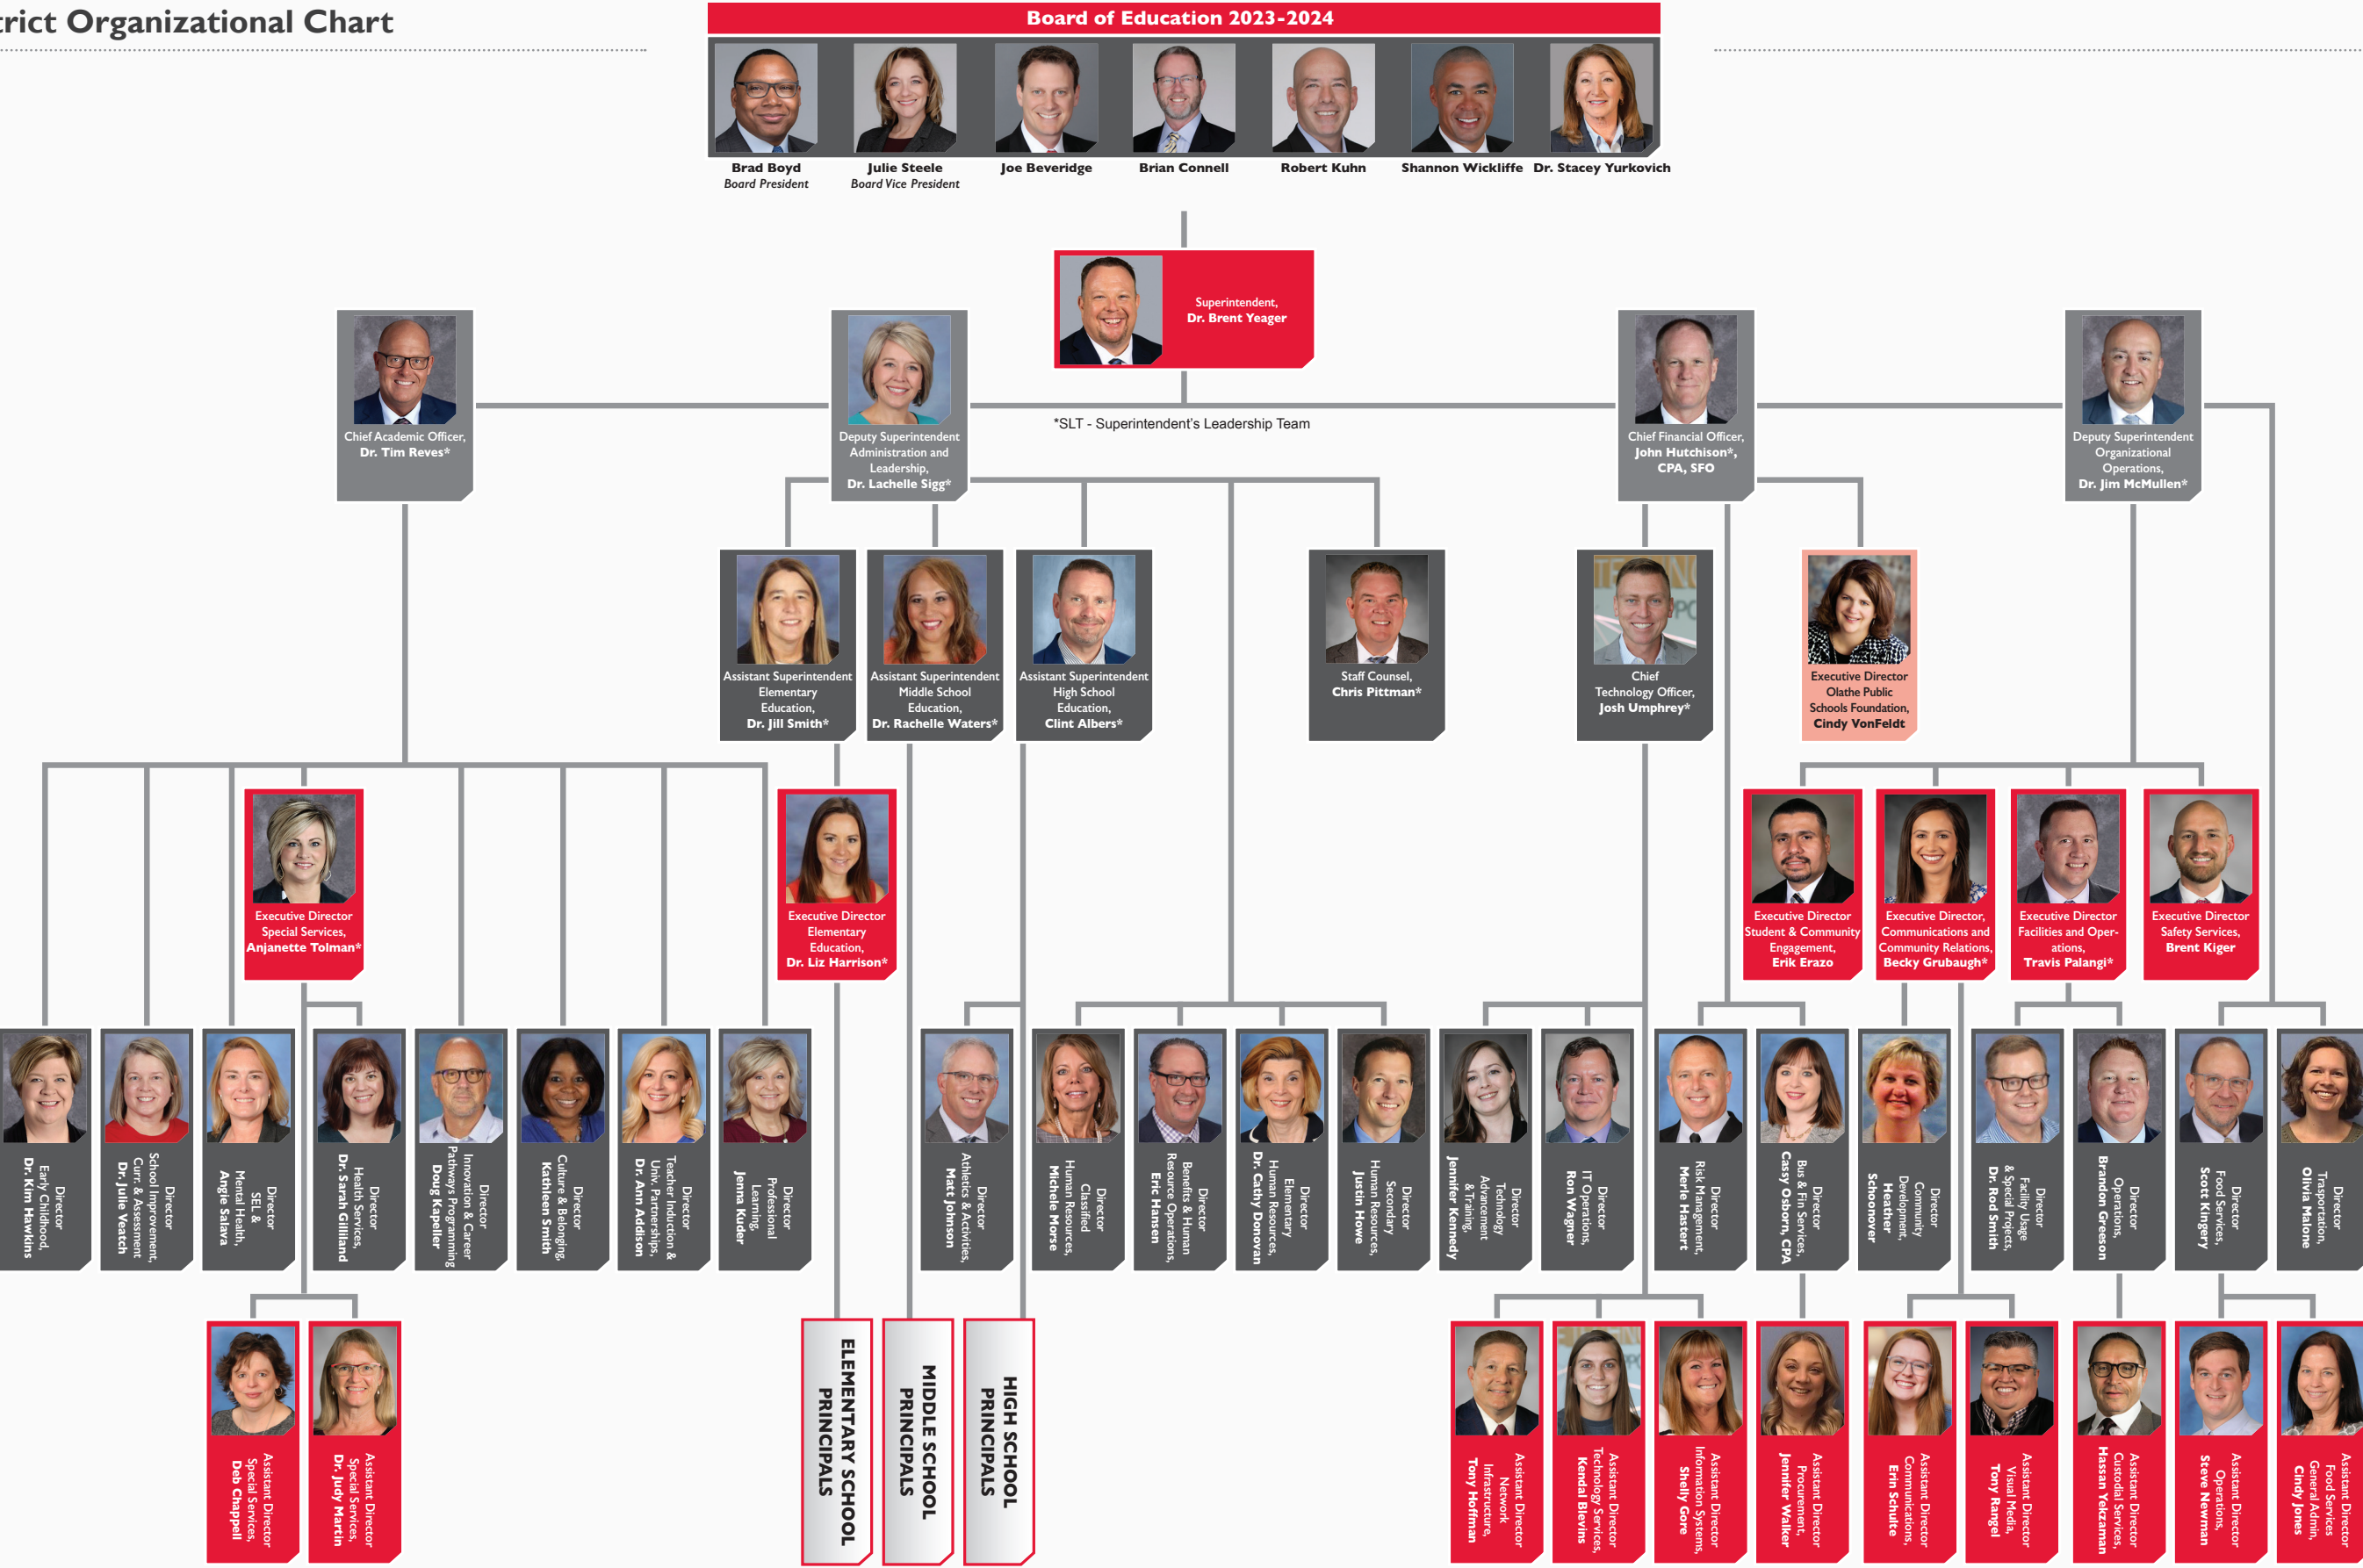 trict Organizational Chart
Board of Education 2023-2024
Brad Boyd
Board President
Julie Steele
Board Vice President
Joe Beveridge
Brian Connell
Robert Kuhn
Shannon Wickliffe
Dr. Stacey Yurkovich
Superintendent,
Dr. Brent Yeager
*SLT - Superintendent's Leadership Team
Chief Academic Officer,
Dr. Tim Reves*
Deputy Superintendent
Administration and
Leadership,
Dr. Lachelle Sigg*
Chief Financial Officer,
John Hutchison*,
CPA, SFO
Deputy Superintendent
Organizational
Operations,
Dr. Jim McMullen*
Assistant Superintendent
Elementary
Education,
Dr. Jill Smith*
Assistant Superintendent
Middle School
Education,
Dr. Rachelle Waters*
Assistant Superintendent
High School
Education,
Clint Albers*
Staff Counsel,
Chris Pittman*
Chief
Technology Officer,
Josh Umphrey*
Executive Director
Olathe Public
Schools Foundation,
Cindy VonFeldt
Executive Director
Special Services,
Anjanette Tolman*
Executive Director
Elementary
Education,
Dr. Liz Harrison*
Executive Director
Student & Community
Engagement,
Erik Erazo
Executive Director,
Communications and
Community Relations,
Becky Grubaugh*
Executive Director
Facilities and Oper-
ations,
Travis Palangi*
Executive Director
Safety Services,
Brent Kiger
Director
Early Childhood,
Dr. Kim Hawkins
Director
School Improvement,
Curr. & Assessment
Dr. Julie Veatch
Director
SEL &
Mental Health,
Angie Salava
Director
Health Services,
Dr. Sarah Gilliland
Director
Innovation & Career
Pathways Programming
Doug Kapeller
Director
Culture & Belonging,
Kathleen Smith
Director
Teacher Induction &
Univ. Partnerships,
Dr. Ann Addison
Director
Professional
Learning,
Jenna Kuder
Director
Athletics & Activities,
Matt Johnson
Director
Classified
Human Resources,
Michele Morse
Director
Benefits & Human
Resource Operations,
Eric Hansen
Director
Elementary
Human Resources,
Dr. Cathy Donovan
Director
Secondary
Human Resources,
Justin Howe
Director
Technology
Advancement
& Training,
Jennifer Kennedy
Director
IT Operations,
Ron Wagner
Director
Risk Management,
Merle Hastert
Director
Bus & Fin Services,
Cassy Osborn, CPA
Director
Community
Development,
Heather
Schoonover
Director
Facility Usage
& Special Projects,
Dr. Rod Smith
Director
Operations,
Brandon Greeson
Director
Food Services,
Scott Kingery
Director
Trasportation,
Olivia Malone
Assistant Director
Special Services,
Deb Chappell
Assistant Director
Special Services,
Dr. Judy Martin
ELEMENTARY SCHOOL
PRINCIPALS
MIDDLE SCHOOL
PRINCIPALS
HIGH SCHOOL
PRINCIPALS
Assistant Director
Network
Infrastructure,
Tony Hoffman
Assistant Director
Technology Services,
Kendal Blevins
Assistant Director
Information Systems,
Shelly Gore
Assistant Director
Procurement,
Jennifer Walker
Assistant Director
Communications,
Erin Schulte
Assistant Director
Visual Media,
Tony Rangel
Assistant Director
Custodial Services,
Hassan Yekzaman
Assistant Director
Operations,
Steve Newman
Assistant Director
Food Services
General Admin,
Cindy Jones